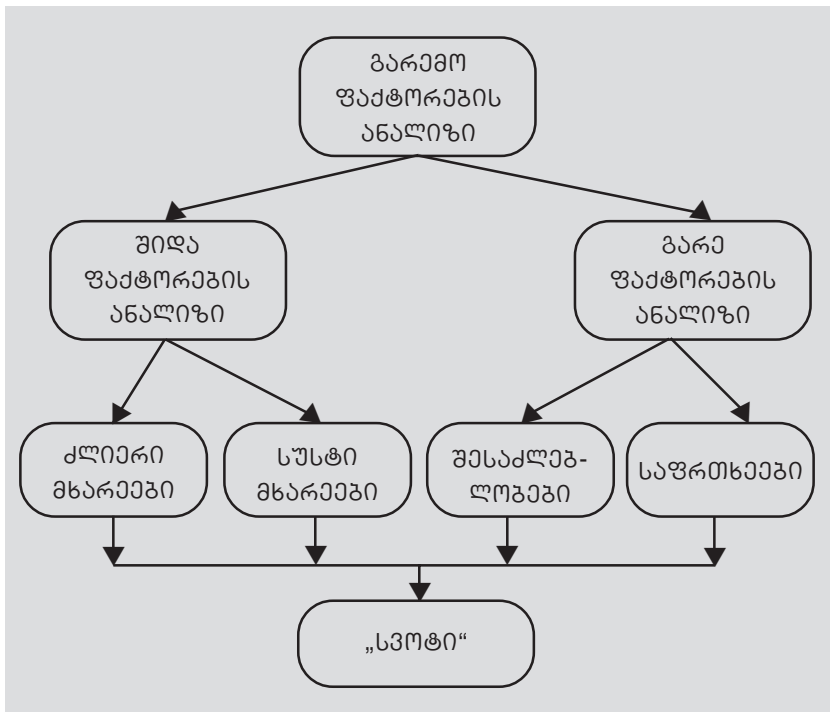 გარემო
ფაქტორების
ანალიზი
შიდა
ფაქტორების
ანალიზი
გარე
ფაქტორების
ანალიზი
ძლიერი
მხარეები
სუსტი
მხარეები
შესაძლებ-
ლობები
საფრთხეები
„სვოტი“